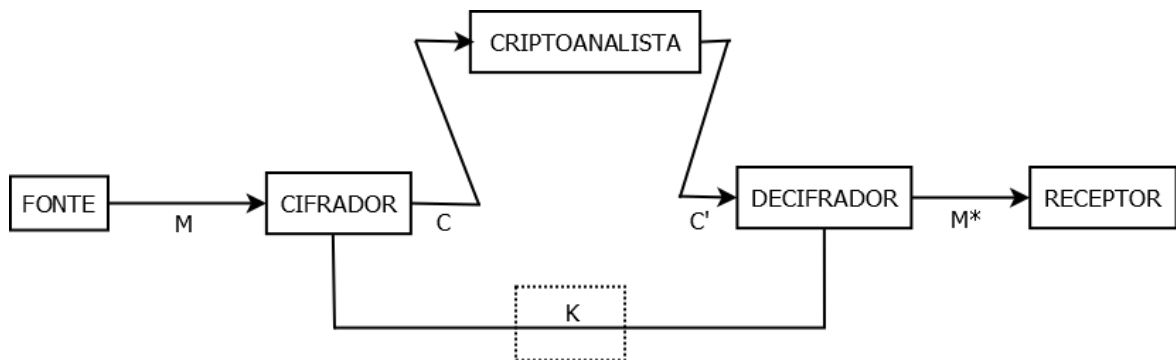 CRIPTOANALISTA
FONTE
M
CIFRADOR
C
C'
DECIFRADOR
M*
RECEPTOR
K